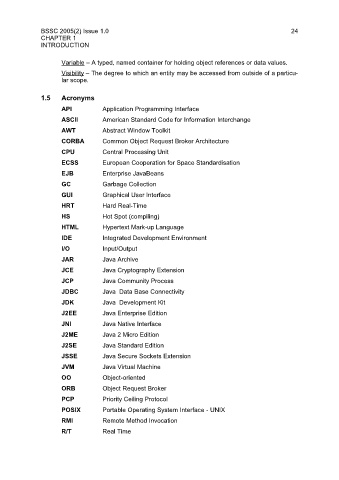 BSSC 2005(2) Issue 1.0 24
CHAPTER 1
INTRODUCTION
Variable – A typed, named container for holding object references or data values.
Visibility – The degree to which an entity may be accessed from outside of a particu-
lar scope.
1.5 Acronyms
API Application Programming Interface
ASCII American Standard Code for Information Interchange
AWT Abstract Window Toolkit
CORBA Common Object Request Broker Architecture
CPU Central Processing Unit
ECSS European Cooperation for Space Standardisation
EJB Enterprise JavaBeans
GC Garbage Collection
GUI Graphical User Interface
HRT Hard Real-Time
HS Hot Spot (compiling)
HTML Hypertext Mark-up Language
IDE Integrated Development Environment
I/O Input/Output
JAR Java Archive
JCE Java Cryptography Extension
JCP Java Community Process
JDBC Java Data Base Connectivity
JDK Java Development Kit
J2EE Java Enterprise Edition
JNI Java Native Interface
J2ME Java 2 Micro Edition
J2SE Java Standard Edition
JSSE Java Secure Sockets Extension
JVM Java Virtual Machine
OO Object-oriented
ORB Object Request Broker
PCP Priority Ceiling Protocol
POSIX Portable Operating System Interface - UNIX
RMI Remote Method Invocation
R/T Real Time